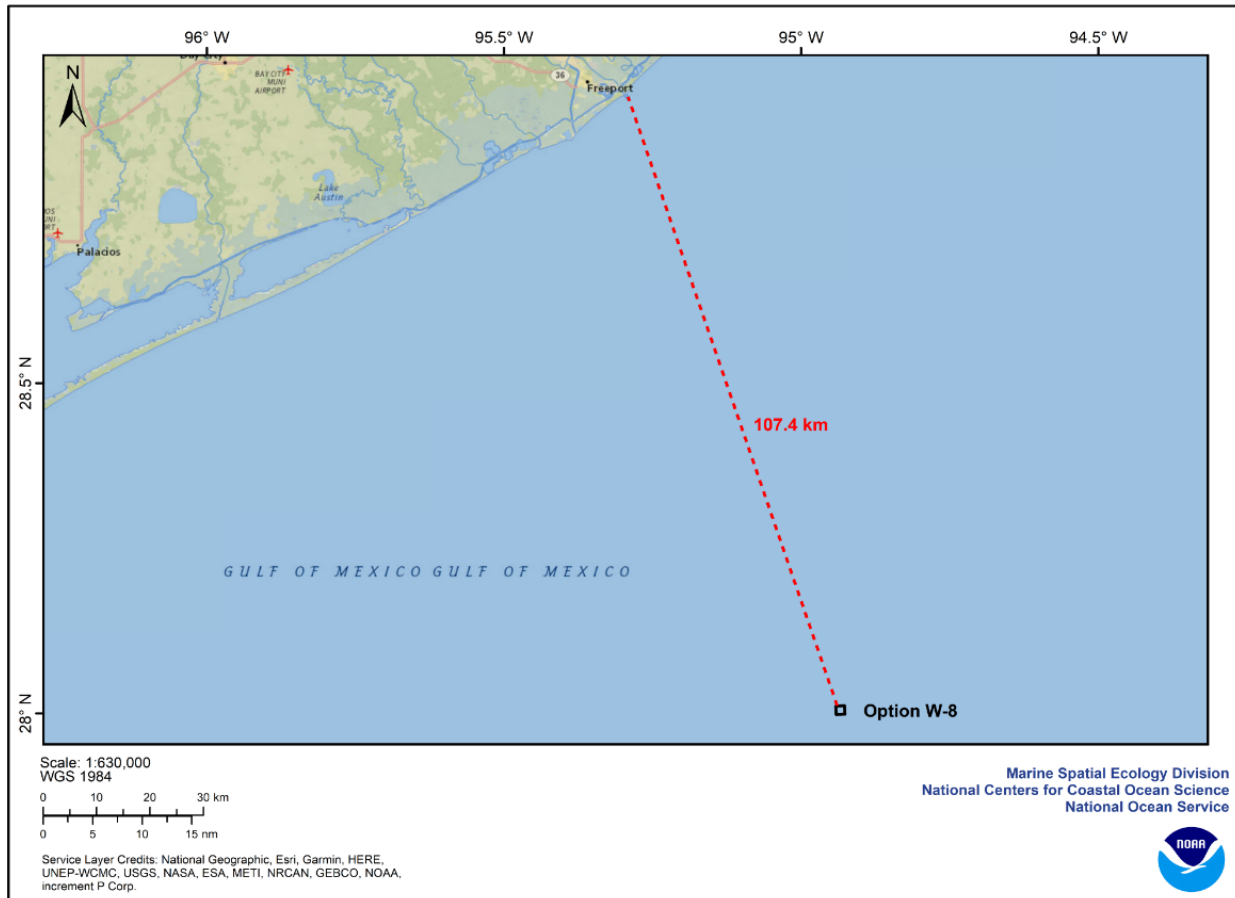 96° W
95.5° W
95° W
94.5° W
N
BAY CITY
MUNI
AIRPORT
36
Freeport
Lake
Austin
OS
UNI
RT
Palacios
28.5° N
107.4 km
GULF OF MEXICO GULF OF MEXICO
28° N
Option W-8
Scale: 1:630,000
WGS 1984
0 10 20 30 km
0 5 10 15 nm
Marine Spatial Ecology Division
National Centers for Coastal Ocean Science
National Ocean Service
NOAA
Service Layer Credits: National Geographic, Esri, Garmin, HERE,
UNEP-WCMC, USGS, NASA, ESA, METI, NRCAN, GEBCO, NOAA,
increment P Corp.